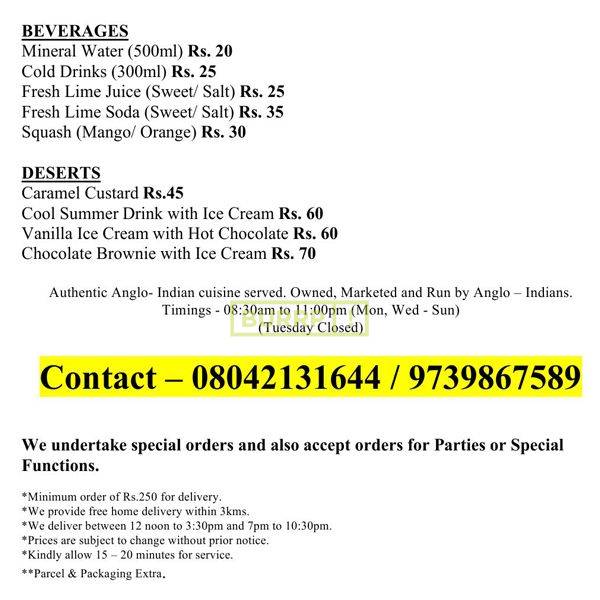 BEVERAGES
Mineral Water (500ml) Rs. 20
Cold Drinks (300ml) Rs. 25
Fresh Lime Juice (Sweet/ Salt) Rs. 25
Fresh Lime Soda (Sweet/ Salt) Rs. 35
Squash (Mango/ Orange) Rs. 30
DESERTS
Caramel Custard Rs.45
Cool Summer Drink with Ice Cream Rs. 60
Vanilla Ice Cream with Hot Chocolate Rs. 60
Chocolate Brownie with Ice Cream Rs. 70
Authentic Anglo- Indian cuisine served. Owned, Marketed and Run by Anglo – Indians.
Timings - 08:30am to 11:00pm (Mon, Wed - Sun)
(Tuesday Closed)
Contact – 08042131644 / 9739867589
We undertake special orders and also accept orders for Parties or Special
Functions.
*Minimum order of Rs.250 for delivery.
*We provide free home delivery within 3kms.
*We deliver between 12 noon to 3:30pm and 7pm to 10:30pm.
*Prices are subject to change without prior notice.
*Kindly allow 15 – 20 minutes for service.
**Parcel & Packaging Extra.